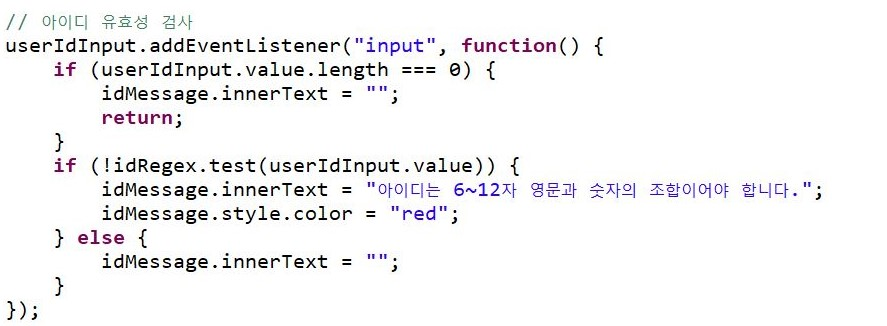 // 아이디 유효성 검사
userIdInput.addEventListener("input", function() {
    if (userIdInput.value.length === 0) {
        idMessage.innerText = "";
        return;
    }
    if (!idRegex.test(userIdInput.value)) {
        idMessage.innerText = "아이디는 6~12자 영문과 숫자의 조합이어야 합니다.";
        idMessage.style.color = "red";
    } else {
        idMessage.innerText = "";
    }
});